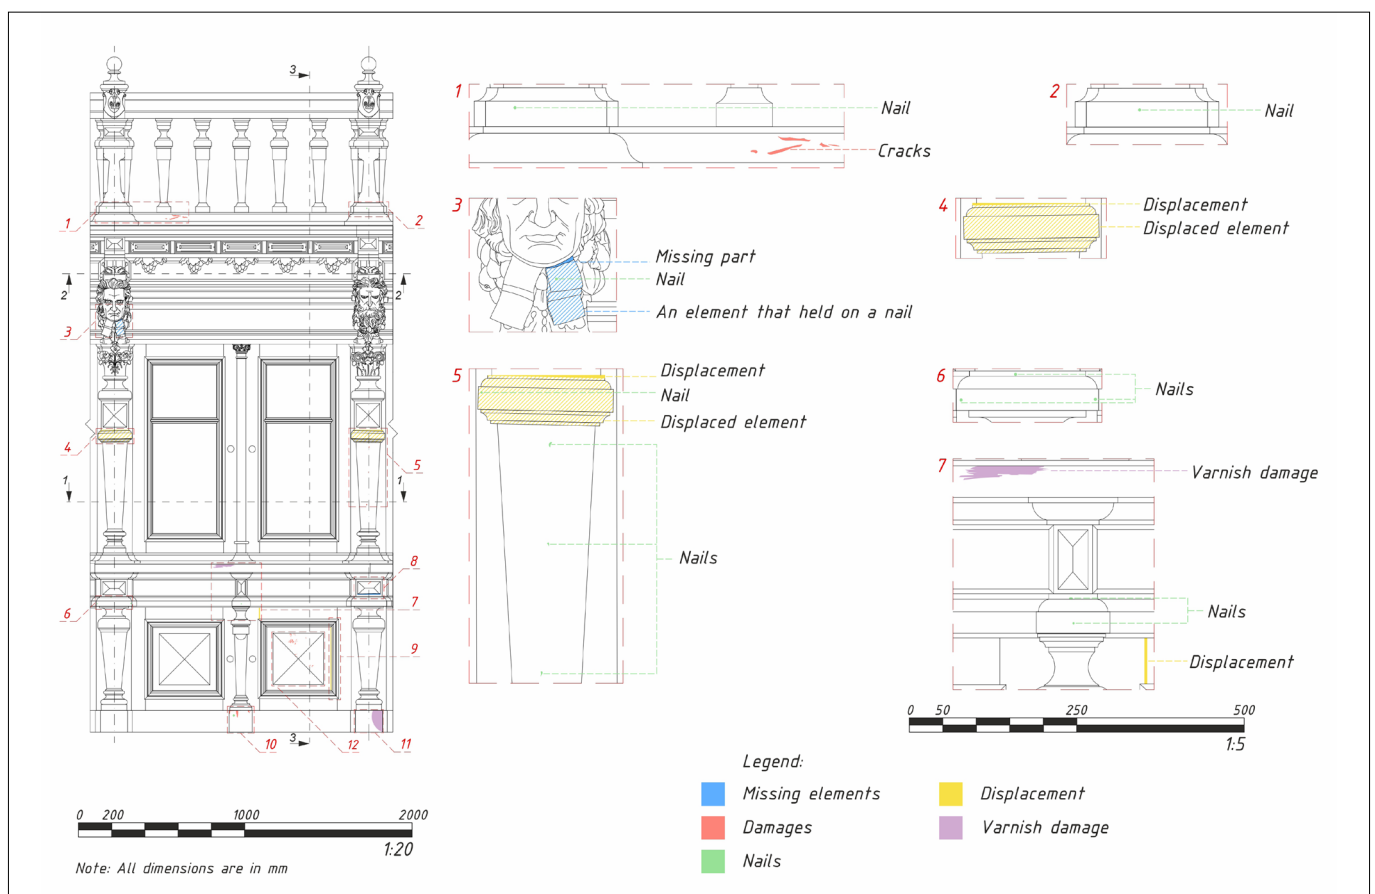 3
1
2
2
2
3
4
5
1
1
8
6
7
9
3
10
12
11
0 200 1000 2000
1:20
Note: All dimensions are in mm
1
Nail
Cracks
2
Nail
3
Missing part
Nail
An element that held on a nail
4
Displacement
Displaced element
5
Displacement
Nail
Displaced element
Nails
6
Nails
7
Varnish damage
Nails
Displacement
0 50 250 500
1:5
Legend:
Missing elements
Damages
Nails
Displacement
Varnish damage